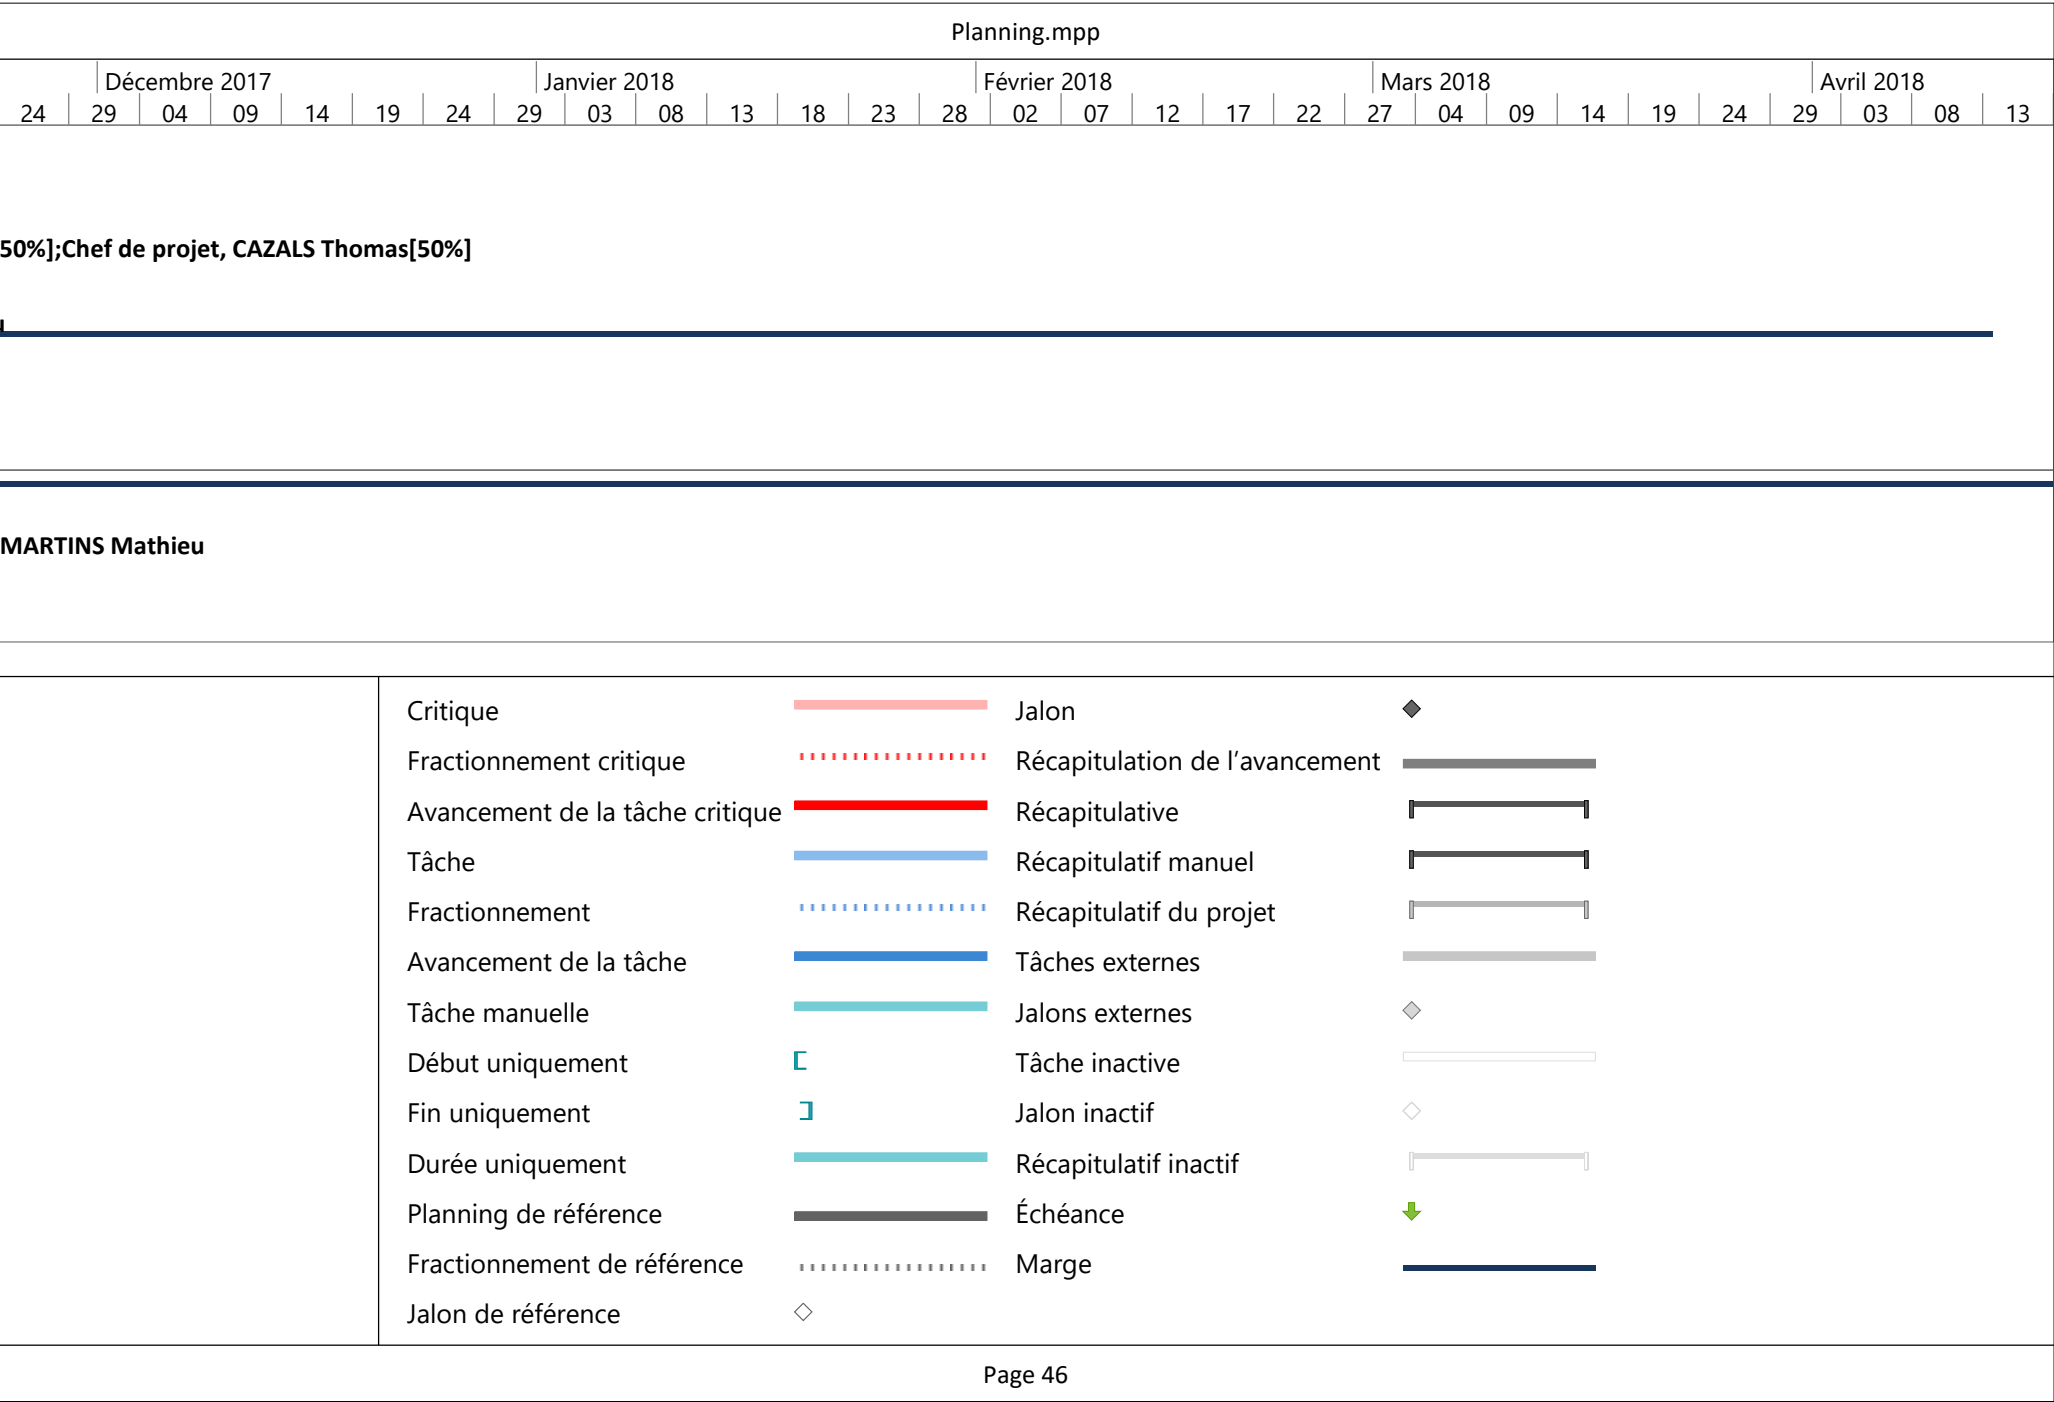 Planning.mpp
Décembre 2017 Janvier 2018 Février 2018 Mars 2018 Avril 2018
24 29 04 09 14 19 24 29 03 08 13 18 23 28 02 07 12 17 22 27 04 09 14 19 24 29 03 08 13
50%];Chef de projet, CAZALS Thomas[50%]
MARTINS Mathieu
Critique Jalon
Fractionnement critique Récapitulation de l’avancement
Avancement de la tâche critique Récapitulative
Tâche Récapitulatif manuel
Fractionnement Récapitulatif du projet
Avancement de la tâche Tâches externes
Tâche manuelle Jalons externes
Début uniquement Tâche inactive
Fin uniquement Jalon inactif
Durée uniquement Récapitulatif inactif
Planning de référence Échéance
Fractionnement de référence Marge
Jalon de référence
Page 46